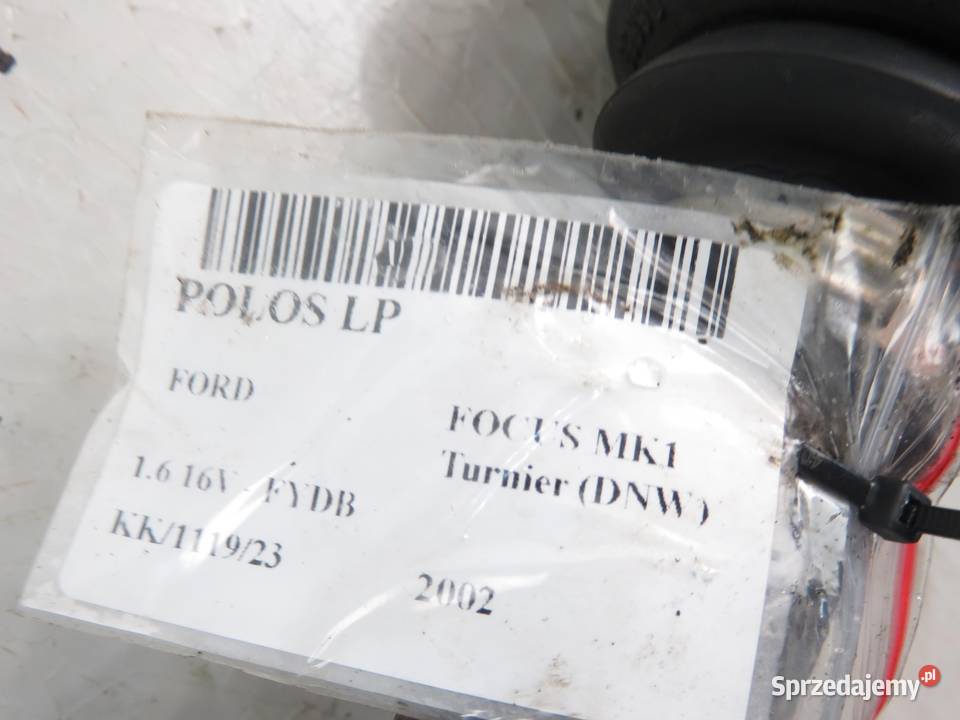 POLOS LP
FORD
FOCUS MK1
Turnier (DNW)
1.6 16V - FYDB
KK/1119/23
2002
Sprzedajemy.pl